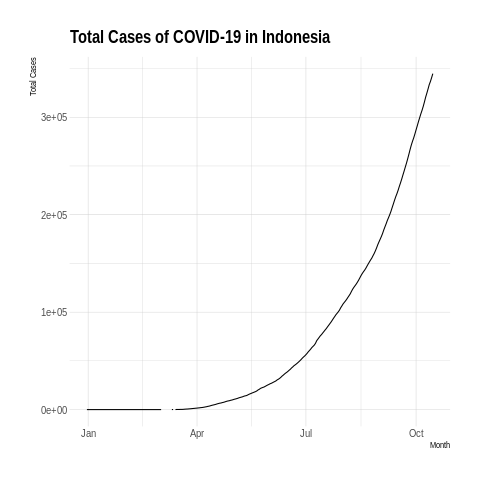 Total Cases of COVID-19 in Indonesia
Total Cases
3e+05
2e+05
1e+05
0e+00
Jan Apr Jul Oct
Month